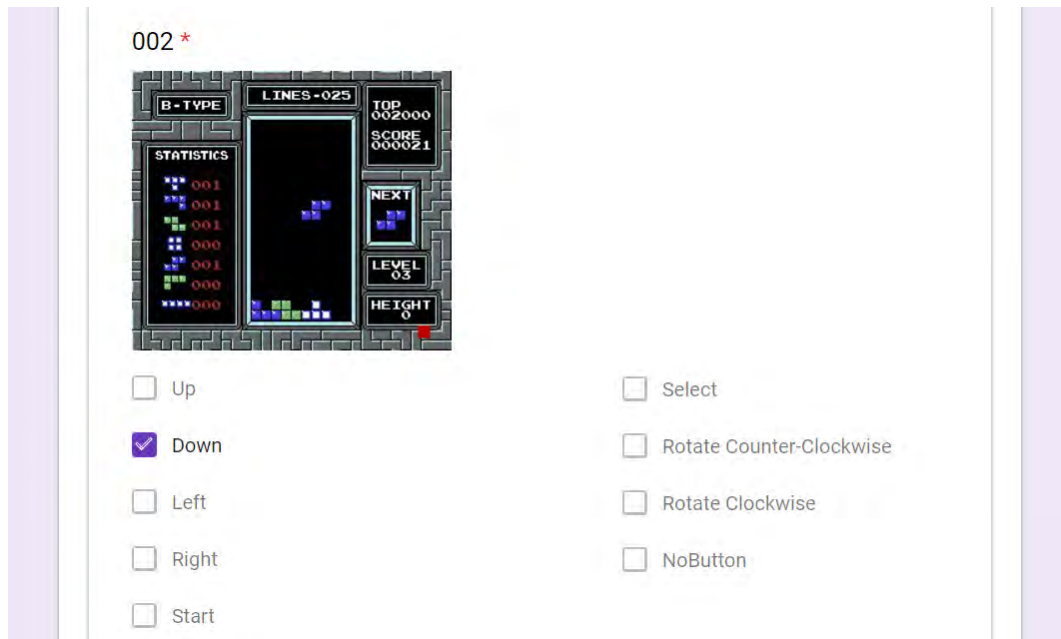 002 *
B-TYPE
LINES-025
TOP
002000
SCORE
000021
STATISTICS
001
001
001
000
001
000
000
NEXT
LEVEL
03
HEIGHT
0
Up
Down
Left
Right
Start
Select
Rotate Counter-Clockwise
Rotate Clockwise
NoButton